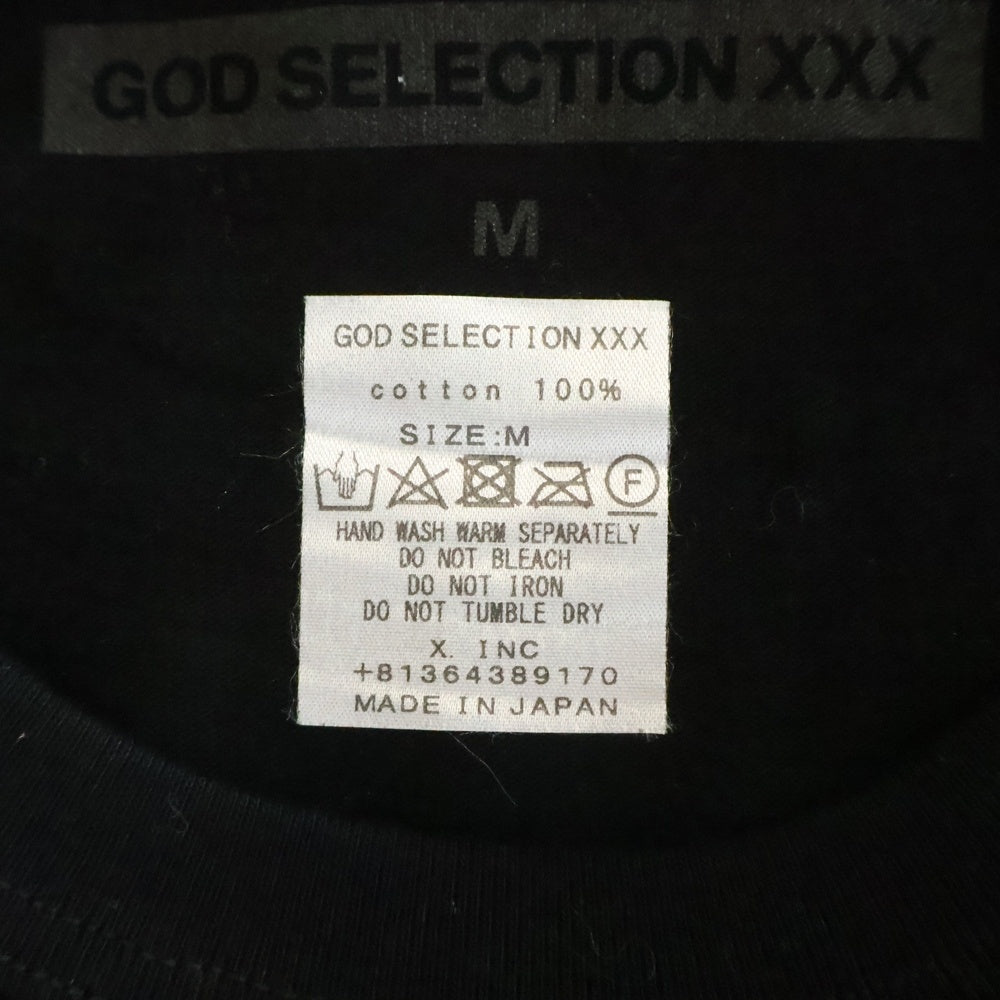 GOD SELECTION XXX
M
GOD SELECTION XXX
cotton 100%
SIZE:M
F
HAND WASH WARM SEPARATELY
DO NOT BLEACH
DO NOT IRON
DO NOT TUMBLE DRY
X. INC
+81364389170
MADE IN JAPAN